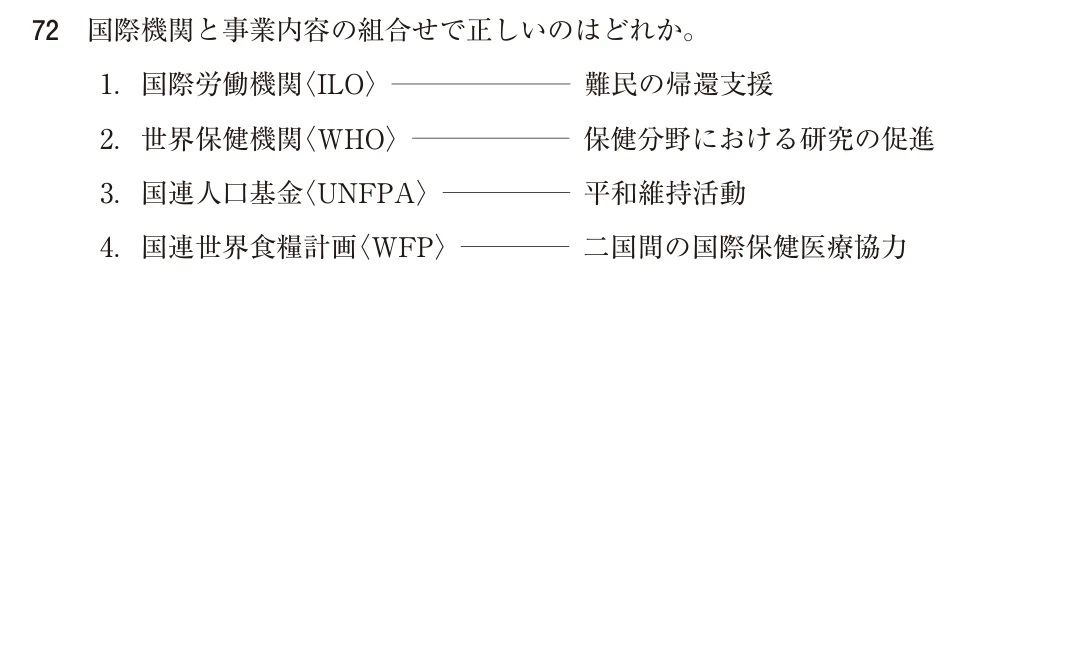 72 国際機関と事業内容の組合せで正しいのはどれか。
1. 国際労働機関〈ILO〉 ────── 難民の帰還支援
2. 世界保健機関〈WHO〉 ────── 保健分野における研究の促進
3. 国連人口基金〈UNFPA〉 ───── 平和維持活動
4. 国連世界食糧計画〈WFP〉 ──── 二国間の国際保健医療協力